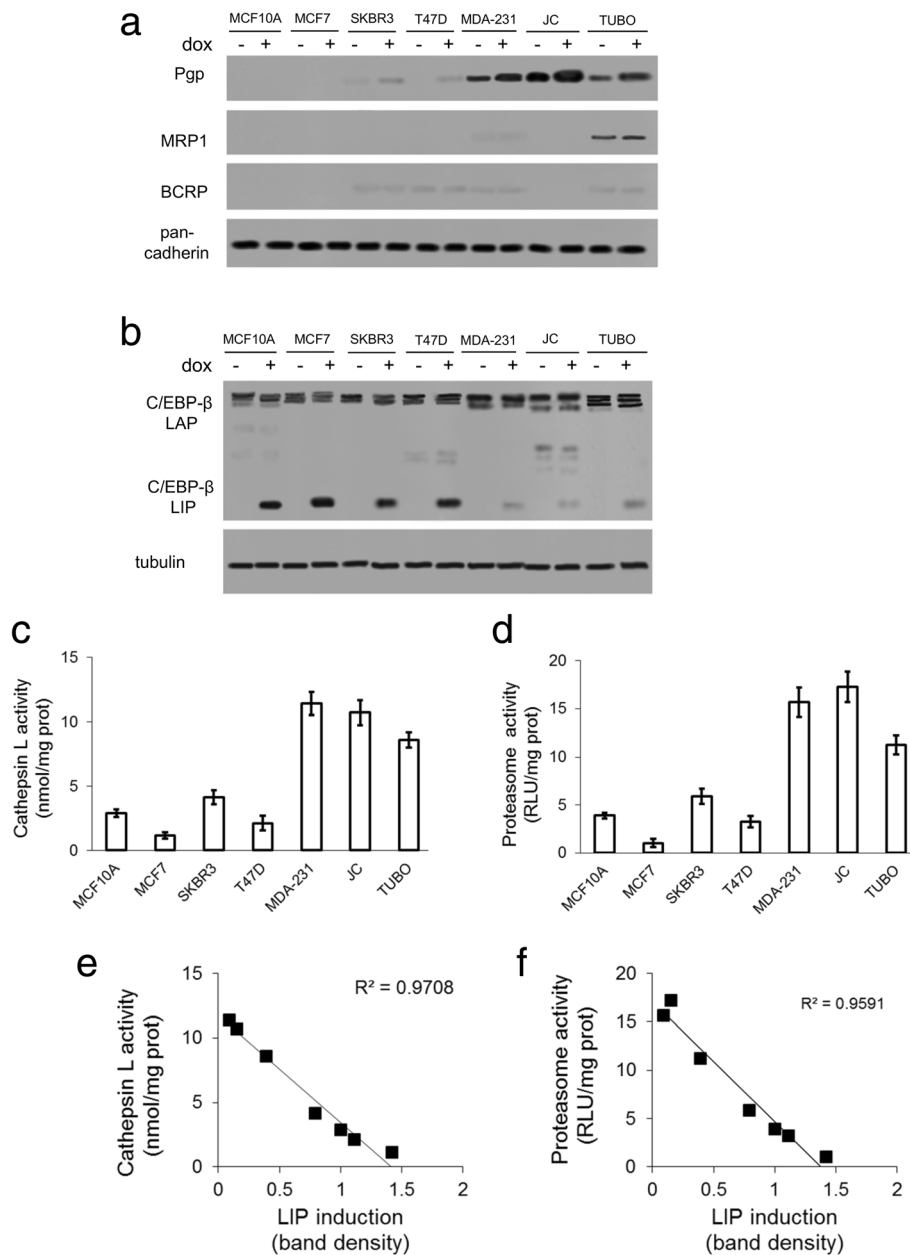 a
MCF10A MCF7 SKBR3 T47D MDA-231 JC TUBO
dox - + - + - + - + - + - + - +
Pgp
MRP1
BCRP
pan-
cadherin
b
MCF10A MCF7 SKBR3 T47D MDA-231 JC TUBO
dox - + - + - + - + - + - + - +
C/EBP-β
LAP
C/EBP-β
LIP
tubulin
c
Cathepsin L activity
(nmol/mg prot)
15
10
5
0
MCF10A MCF7 SKBR3 T47D MDA-231 JC TUBO
d
Proteasome activity
(RLU/mg prot)
20
15
10
5
0
MCF10A MCF7 SKBR3 T47D MDA-231 JC TUBO
e
Cathepsin L activity
(nmol/mg prot)
R² = 0.9708
15
10
5
0
0 0.5 1 1.5 2
LIP induction
(band density)
f
Proteasome activity
(RLU/mg prot)
R² = 0.9591
20
15
10
5
0
0 0.5 1 1.5 2
LIP induction
(band density)